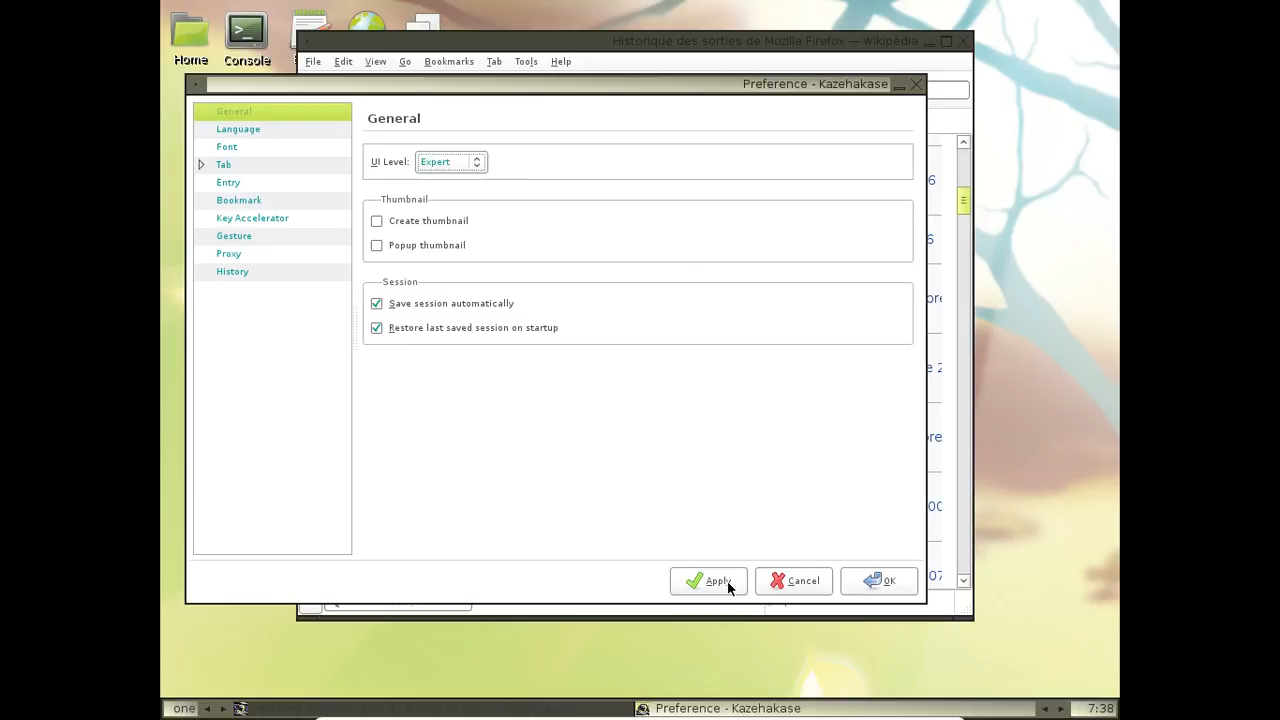 Home
Console
Historique des sorties de Mozilla Firefox — Wikipédia
File Edit View Go Bookmarks Tab Tools Help
Preference - Kazehakase
General
Language
Font
Tab
Entry
Bookmark
Key Accelerator
Gesture
Proxy
History
General
UI Level: Expert
Thumbnail
Create thumbnail
Popup thumbnail
Session
Save session automatically
Restore last saved session on startup
Apply Cancel OK
one
Preference - Kazehakase
7:38